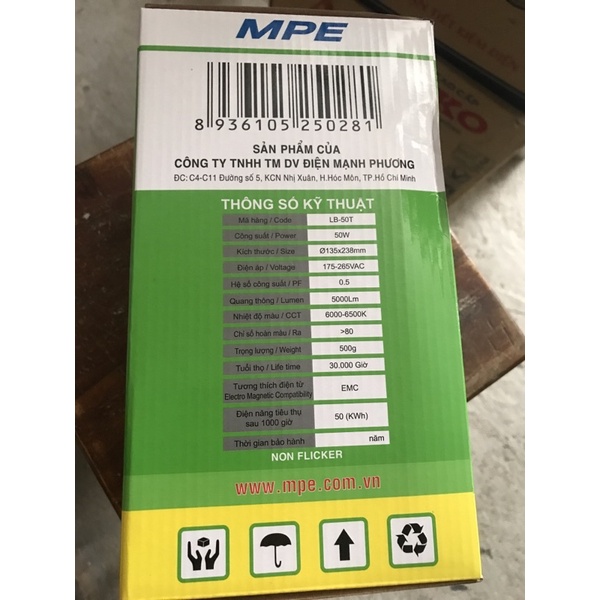 MPE
8 936105 250281
SẢN PHẨM CỦA
CÔNG TY TNHH TM DV ĐIỆN MẠNH PHƯƠNG
ĐC: C4-C11 Đường số 5, KCN Nhị Xuân, H.Hóc Môn, TP.Hồ Chí Minh
THÔNG SỐ KỸ THUẬT
Mã hàng / Code LB-50T
Công suất / Power 50W
Kích thước / Size Ø135x238mm
Điện áp / Voltage 175-265VAC
Hệ số công suất / PF 0.5
Quang thông / Lumen 5000Lm
Nhiệt độ màu / CCT 6000-6500K
Chỉ số hoàn màu / Ra >80
Trọng lượng / Weight 500g
Tuổi thọ / Life time 30.000 Giờ
Tương thích điện từ
Electro Magnetic Compatibility EMC
Điện năng tiêu thụ
sau 1000 giờ 50 (KWh)
Thời gian bảo hành năm
NON FLICKER
www.mpe.com.vn